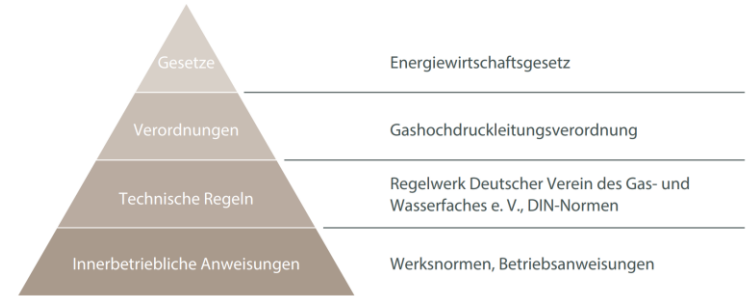 Gesetze
Energiewirtschaftsgesetz
Verordnungen
Gashochdruckleitungsverordnung
Technische Regeln
Regelwerk Deutscher Verein des Gas- und
Wasserfaches e. V., DIN-Normen
Innerbetriebliche Anweisungen
Werksnormen, Betriebsanweisungen